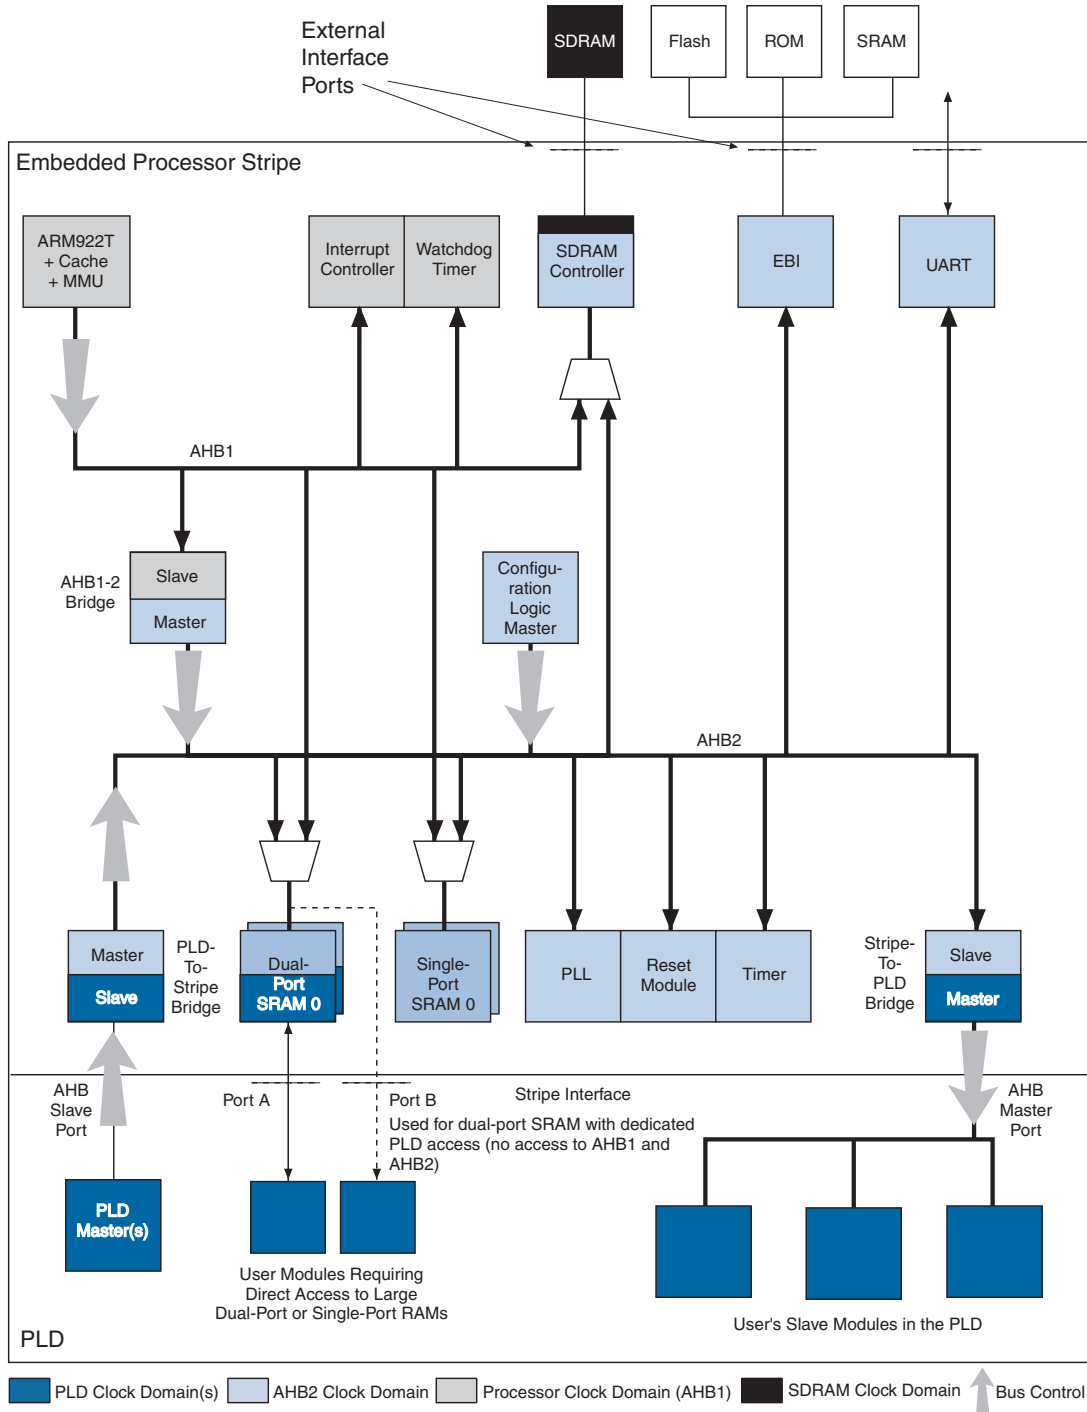 External
Interface
Ports
SDRAM
Flash
ROM
SRAM
Embedded Processor Stripe
ARM922T
+ Cache
+ MMU
Interrupt
Controller
Watchdog
Timer
SDRAM
Controller
EBI
UART
AHB1
AHB1-2
Bridge
Slave
Master
Configu-
ration
Logic
Master
AHB2
Master
Slave
PLD-
To-
Stripe
Bridge
Dual-
Port
SRAM 0
Single-
Port
SRAM 0
PLL
Reset
Module
Timer
Stripe-
To-
PLD
Bridge
Slave
Master
AHB
Slave
Port
Port A
Port B
Stripe Interface
Used for dual-port SRAM with dedicated
PLD access (no access to AHB1 and
AHB2)
AHB
Master
Port
PLD
Master(s)
User Modules Requiring
Direct Access to Large
Dual-Port or Single-Port RAMs
User's Slave Modules in the PLD
PLD
PLD Clock Domain(s)
AHB2 Clock Domain
Processor Clock Domain (AHB1)
SDRAM Clock Domain
Bus Control